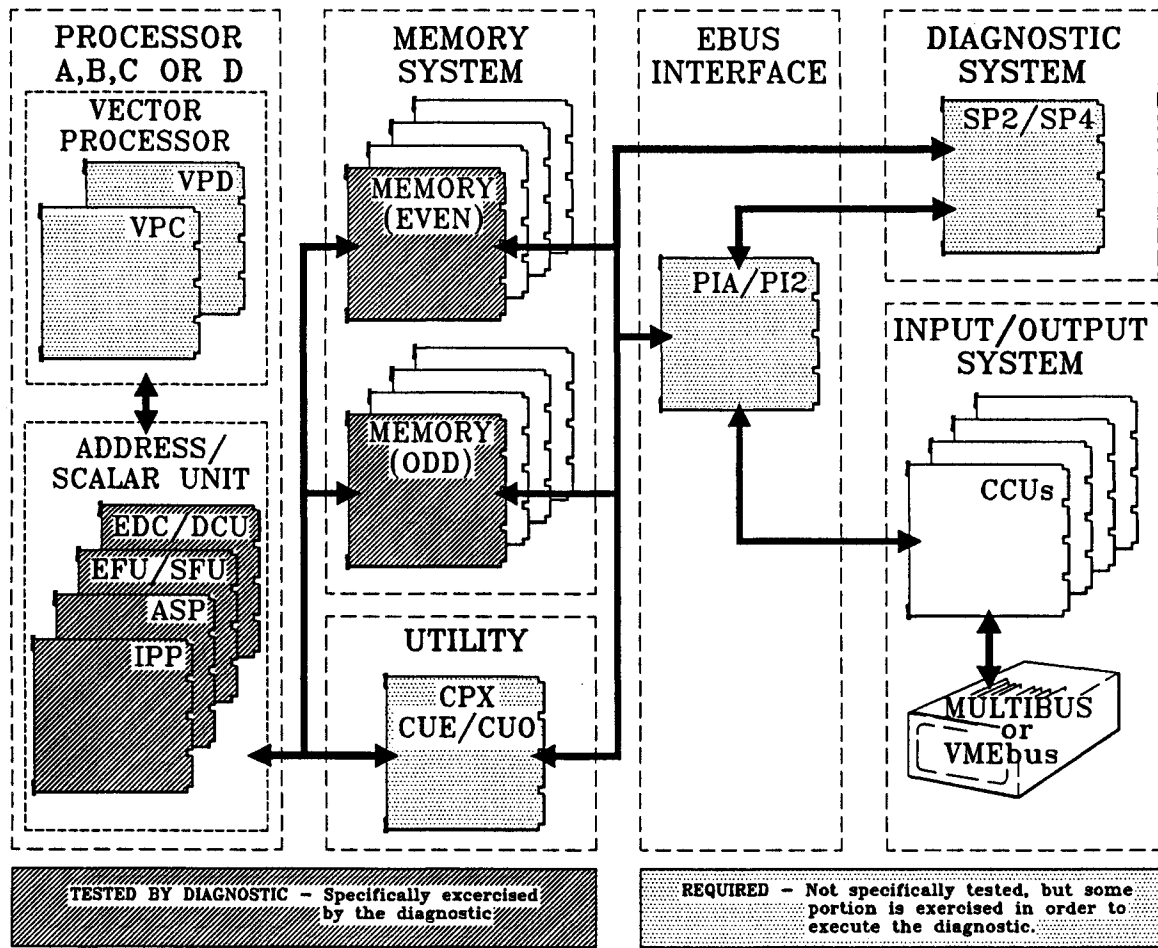 PROCESSOR
A,B,C OR D
VECTOR
PROCESSOR
VPD
VPC
ADDRESS/
SCALAR UNIT
EDC/DCU
EFU/SFU
ASP
IPP
MEMORY
SYSTEM
MEMORY
(EVEN)
MEMORY
(ODD)
UTILITY
CPX
CUE/CUO
EBUS
INTERFACE
PIA/PI2
DIAGNOSTIC
SYSTEM
SP2/SP4
INPUT/OUTPUT
SYSTEM
CCUs
MULTIBUS
or
VMEbus
TESTED BY DIAGNOSTIC – Specifically excercised
by the diagnostic
REQUIRED – Not specifically tested, but some
portion is exercised in order to
execute the diagnostic.